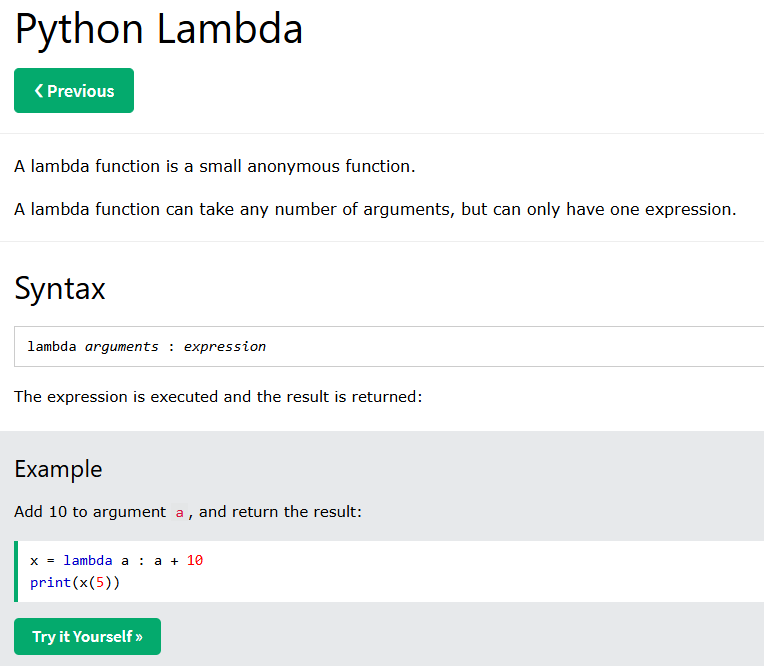 Python Lambda
❮ Previous
A lambda function is a small anonymous function.
A lambda function can take any number of arguments, but can only have one expression.
Syntax
lambda arguments : expression
The expression is executed and the result is returned:
Example
Add 10 to argument a, and return the result:
x = lambda a : a + 10
print(x(5))
Try it Yourself »